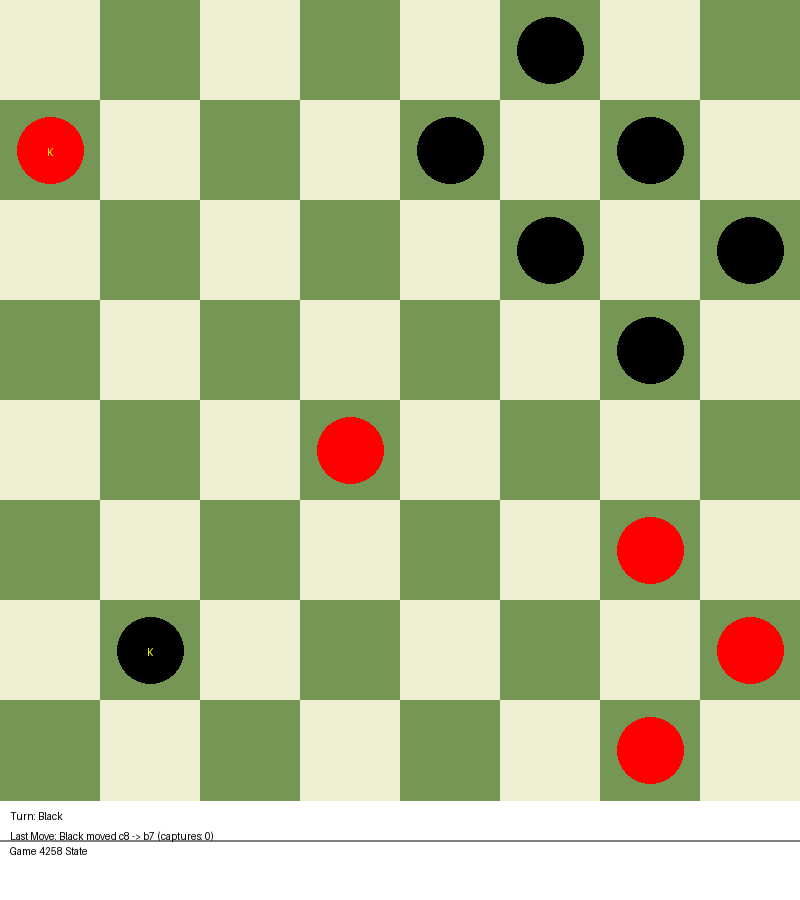 K
K
Turn: Black
Last Move: Black moved c8 -> b7 (captures: 0)
Game 4258 State